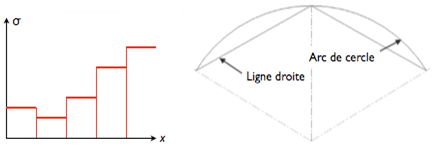 σ
x
Arc de cercle
Ligne droite